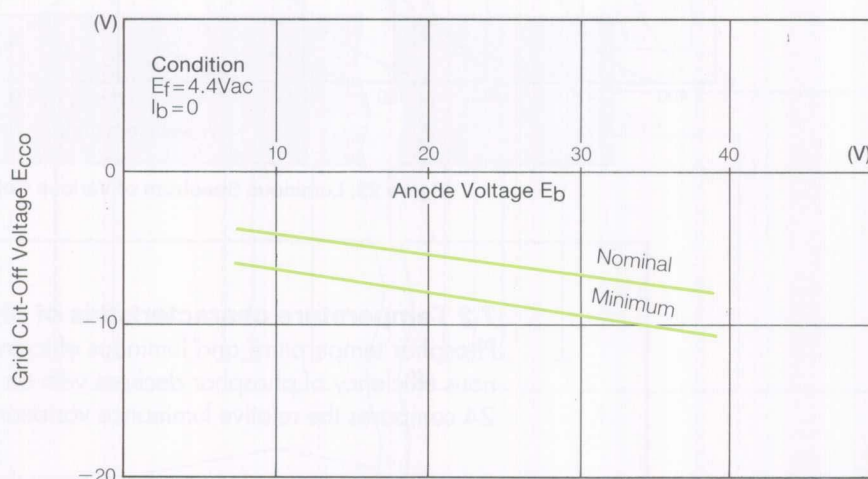 (V)
Condition
Ef=4.4Vac
Ib=0
0
10
20
30
40
(V)
Anode Voltage Eb
Grid Cut-Off Voltage Ecco
Nominal
Minimum
−10
−20